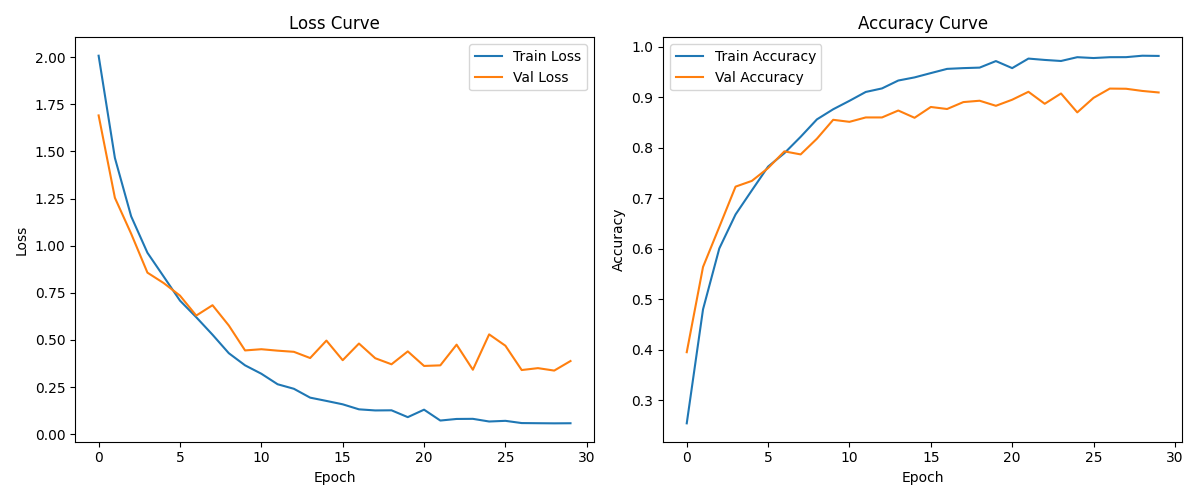 Loss Curve
Train Loss
Val Loss
2.00
1.75
1.50
1.25
1.00
0.75
0.50
0.25
0.00
Loss
0 5 10 15 20 25 30
Epoch
Accuracy Curve
Train Accuracy
Val Accuracy
1.0
0.9
0.8
0.7
0.6
0.5
0.4
0.3
Accuracy
0 5 10 15 20 25 30
Epoch